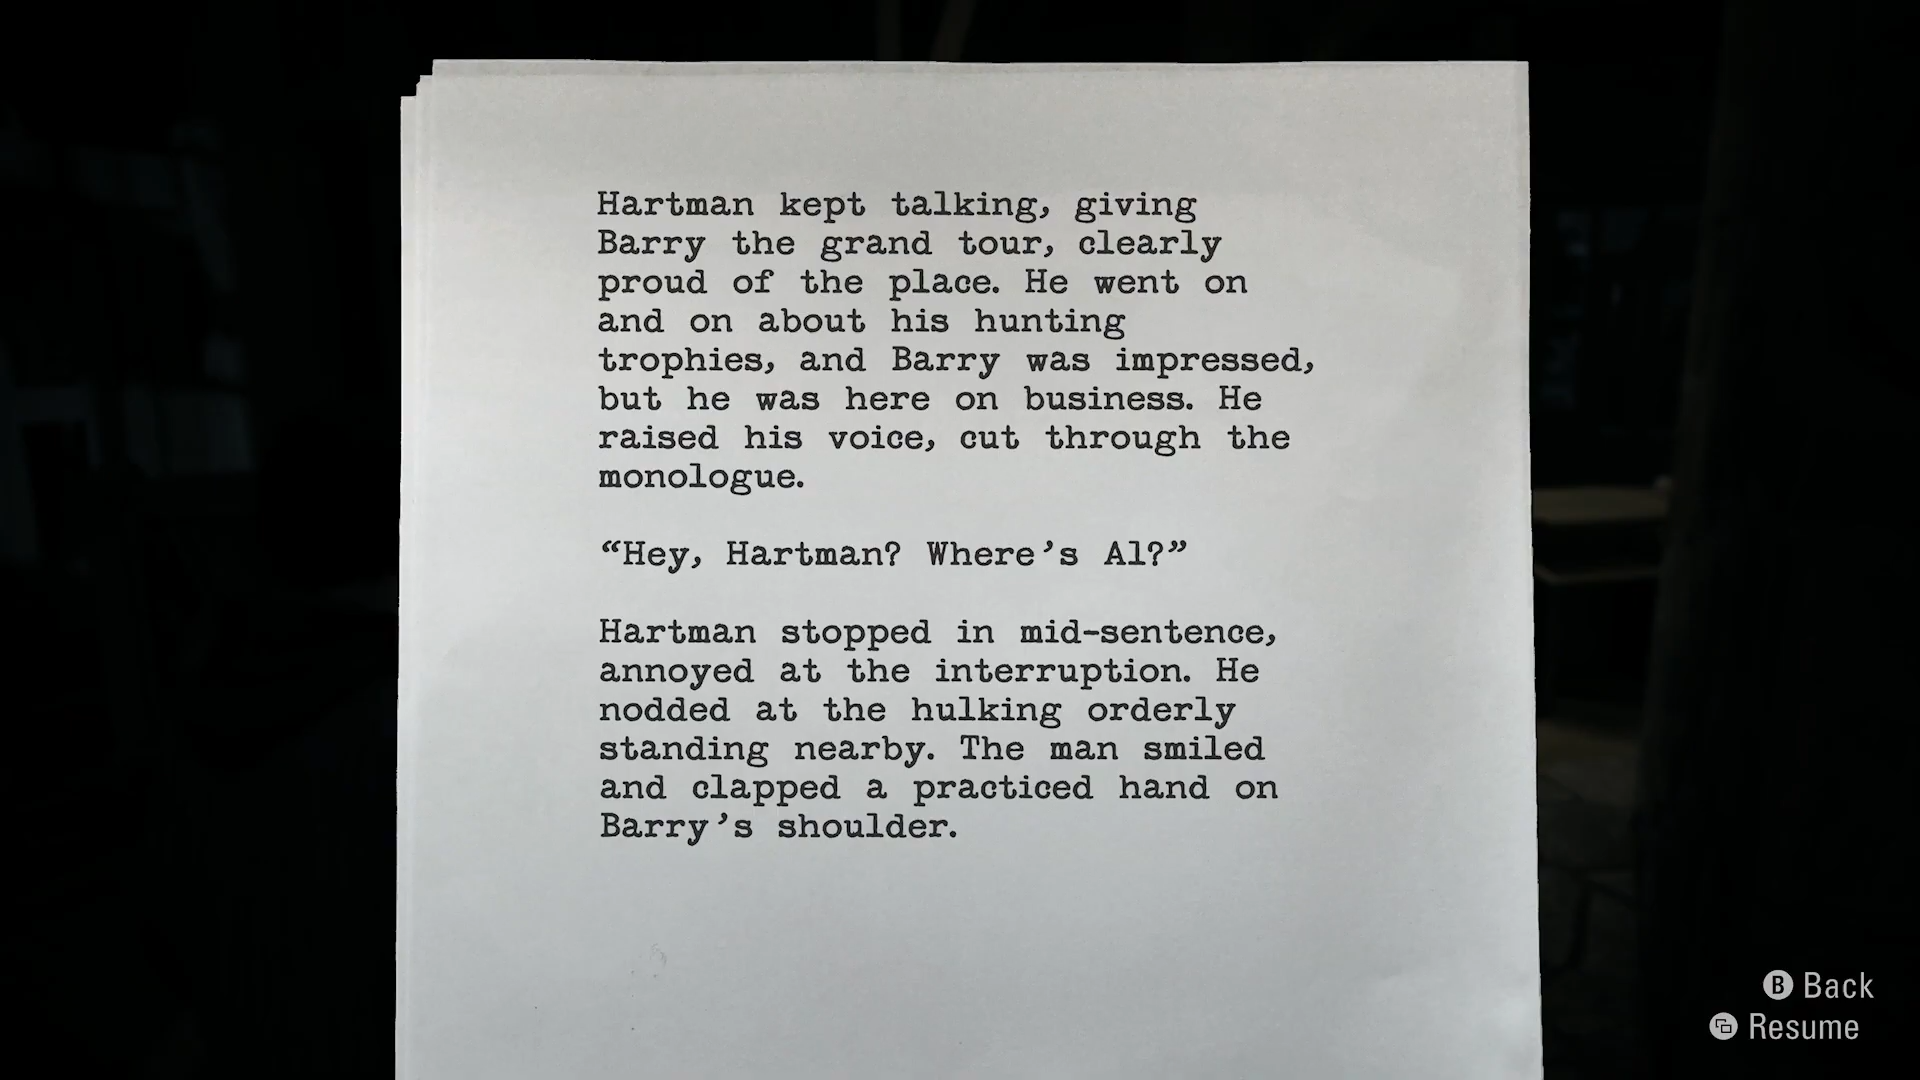 Hartman kept talking, giving
Barry the grand tour, clearly
proud of the place. He went on
and on about his hunting
trophies, and Barry was impressed,
but he was here on business. He
raised his voice, cut through the
monologue.
“Hey, Hartman? Where’s Al?”
Hartman stopped in mid-sentence,
annoyed at the interruption. He
nodded at the hulking orderly
standing nearby. The man smiled
and clapped a practiced hand on
Barry’s shoulder.
B Back
Resume